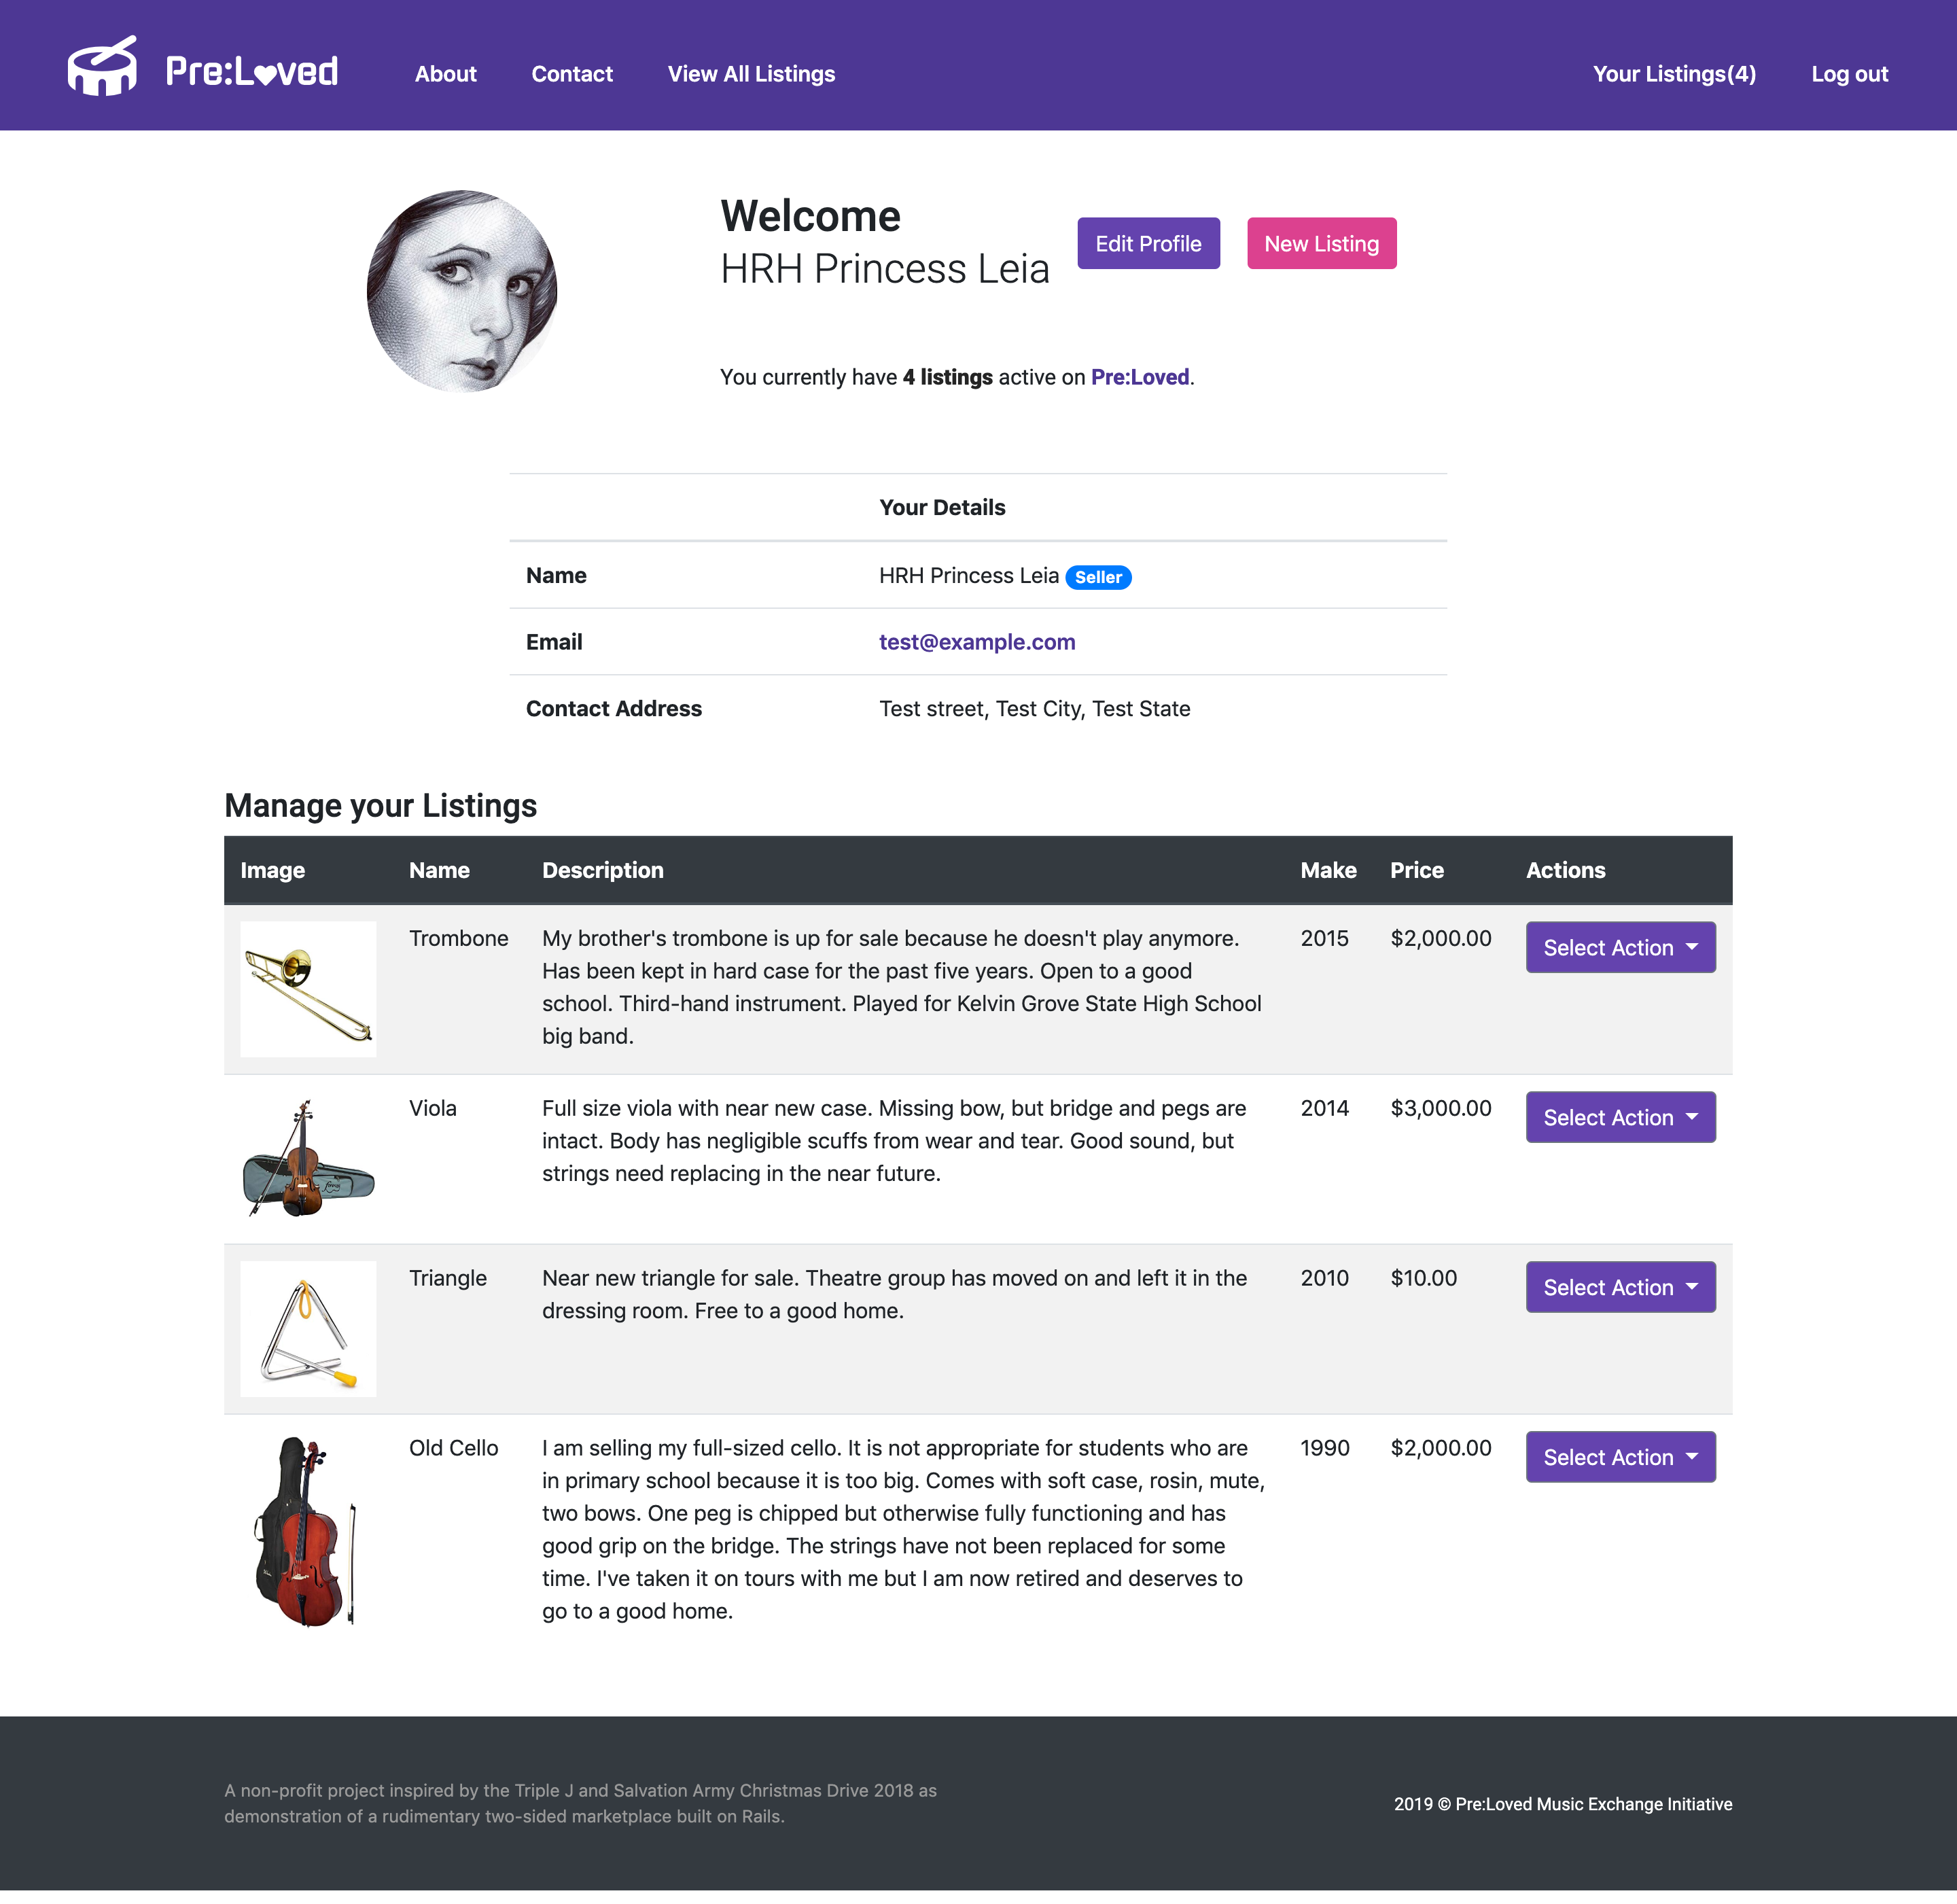 Pre:Loved
About
Contact
View All Listings
Your Listings(4)
Log out
Welcome
HRH Princess Leia
Edit Profile
New Listing
You currently have 4 listings active on Pre:Loved.
Your Details
Name
HRH Princess Leia Seller
Email
test@example.com
Contact Address
Test street, Test City, Test State
Manage your Listings
Image
Name
Description
Make
Price
Actions
Trombone
My brother's trombone is up for sale because he doesn't play anymore.
Has been kept in hard case for the past five years. Open to a good
school. Third-hand instrument. Played for Kelvin Grove State High School
big band.
2015
$2,000.00
Select Action
Viola
Full size viola with near new case. Missing bow, but bridge and pegs are
intact. Body has negligible scuffs from wear and tear. Good sound, but
strings need replacing in the near future.
2014
$3,000.00
Select Action
Triangle
Near new triangle for sale. Theatre group has moved on and left it in the
dressing room. Free to a good home.
2010
$10.00
Select Action
Old Cello
I am selling my full-sized cello. It is not appropriate for students who are
in primary school because it is too big. Comes with soft case, rosin, mute,
two bows. One peg is chipped but otherwise fully functioning and has
good grip on the bridge. The strings have not been replaced for some
time. I've taken it on tours with me but I am now retired and deserves to
go to a good home.
1990
$2,000.00
Select Action
A non-profit project inspired by the Triple J and Salvation Army Christmas Drive 2018 as
demonstration of a rudimentary two-sided marketplace built on Rails.
2019 © Pre:Loved Music Exchange Initiative